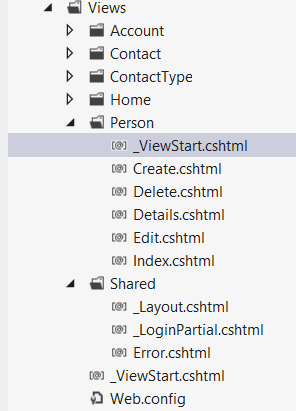 Views
Account
Contact
ContactType
Home
Person
_ViewStart.cshtml
Create.cshtml
Delete.cshtml
Details.cshtml
Edit.cshtml
Index.cshtml
Shared
_Layout.cshtml
_LoginPartial.cshtml
Error.cshtml
_ViewStart.cshtml
Web.config